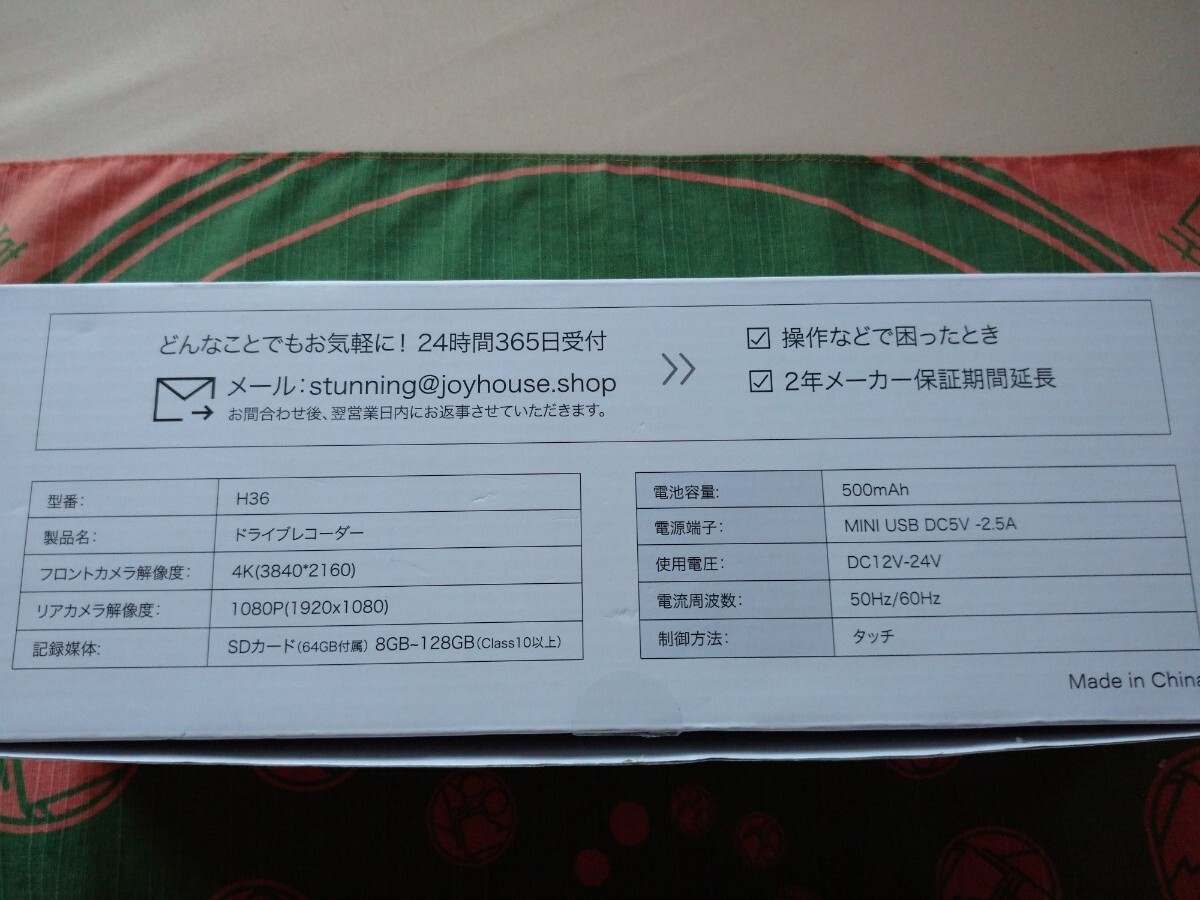 どんなことでもお気軽に！24時間365日受付
メール：stunning@joyhouse.shop
お問合わせ後、翌営業日内にお返事させていただきます。
操作などで困ったとき
2年メーカー保証期間延長
型番: H36
製品名: ドライブレコーダー
フロントカメラ解像度: 4K(3840*2160)
リアカメラ解像度: 1080P(1920x1080)
記録媒体: SDカード(64GB付属) 8GB~128GB(Class10以上)
電池容量: 500mAh
電源端子: MINI USB DC5V -2.5A
使用電圧: DC12V-24V
電流周波数: 50Hz/60Hz
制御方法: タッチ
Made in China